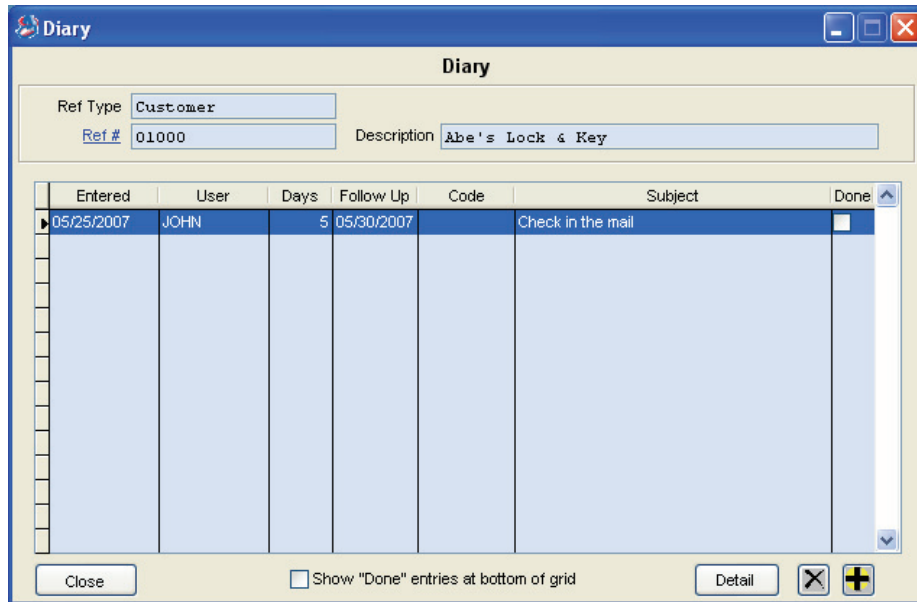 Diary
Diary
Ref Type Customer
Ref # 01000 Description Abe's Lock & Key
Entered User Days Follow Up Code Subject Done
05/25/2007 JOHN 5 05/30/2007 Check in the mail
Close Show "Done" entries at bottom of grid Detail